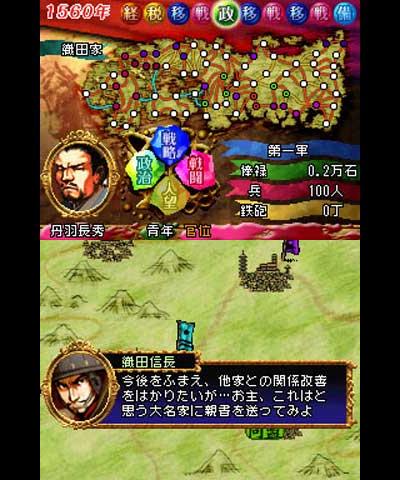 1560年
経 税 移 戦 政 移 戦 移 戦 備
織田家
戦略
政治
戦闘
人望
第一軍
俸禄 0.2万石
兵 100人
鉄砲 0丁
丹羽長秀 青年 官位
織田信長
今後をふまえ、他家との関係改善
をはかりたいが…お主、これはと
思う大名家に親書を送ってみよ